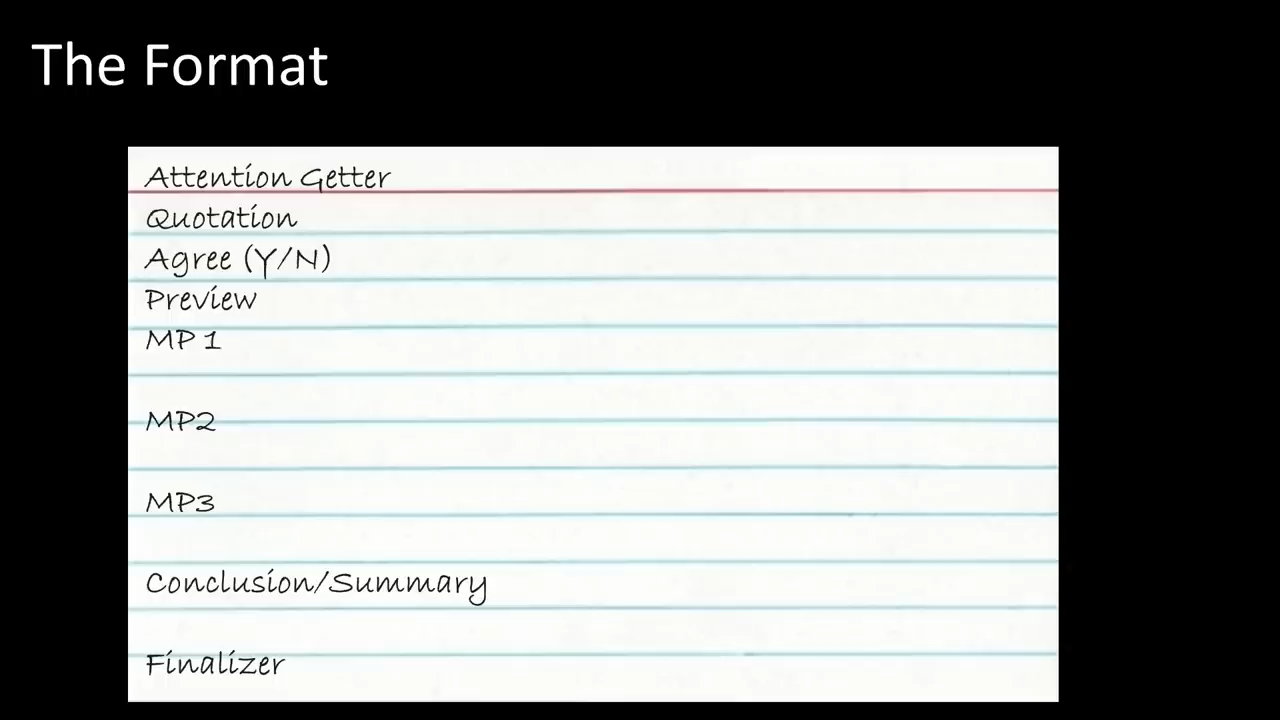 The Format
Attention Getter
Quotation
Agree (Y/N)
Preview
MP 1
MP2
MP3
Conclusion/Summary
Finalizer